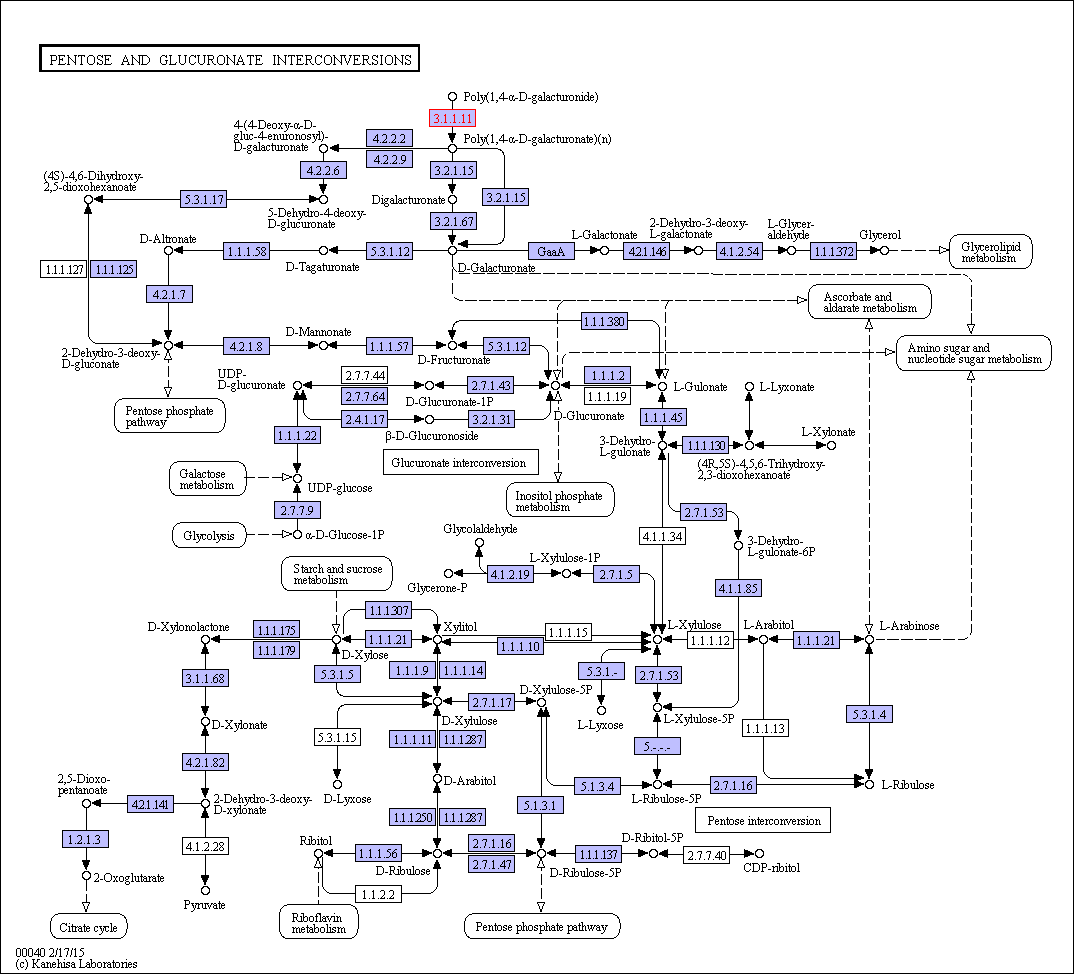 PENTOSE AND GLUCURONATE INTERCONVERSIONS
Poly(1,4-α-D-galacturonide)
3.1.1.11
4-(4-Deoxy-α-D-
gluc-4-enuronosyl)-
D-galacturonate
4.2.2.2
Poly(1,4-α-D-galacturonate)(n)
4.2.2.9
4.2.2.6
3.2.1.15
(4S)-4,6-Dihydroxy-
2,5-dioxohexanoate
5.3.1.17
Digalacturonate
3.2.1.15
5-Dehydro-4-deoxy-
D-glucuronate
3.2.1.67
D-Altronate
1.1.1.58
5.3.1.12
D-Tagaturonate
D-Galacturonate
GaaA
L-Galactonate
4.2.1.146
2-Dehydro-3-deoxy-
L-galactonate
4.1.2.54
L-Glycer-
aldehyde
1.1.1.372
Glycerol
Glycerolipid
metabolism
1.1.1.127
1.1.1.125
4.2.1.7
Ascorbate and
aldarate metabolism
1.1.1.380
2-Dehydro-3-deoxy-
D-gluconate
4.2.1.8
D-Mannonate
1.1.1.57
D-Fructuronate
5.3.1.12
Amino sugar and
nucleotide sugar metabolism
UDP-
D-glucuronate
2.7.7.44
2.7.7.64
D-Glucuronate-1P
2.7.1.43
1.1.1.2
1.1.1.19
L-Gulonate
L-Lyxonate
Pentose phosphate
pathway
2.4.1.17
β-D-Glucuronoside
3.2.1.31
D-Glucuronate
1.1.1.45
1.1.1.22
3-Dehydro-
L-gulonate
1.1.1.130
L-Xylonate
(4R,5S)-4,5,6-Trihydroxy-
2,3-dioxohexanoate
Glucuronate interconversion
Galactose
metabolism
UDP-glucose
Inositol phosphate
metabolism
2.7.7.9
2.7.1.53
Glycolysis
α-D-Glucose-1P
Glycolaldehyde
4.1.1.34
3-Dehydro-
L-gulonate-6P
L-Xylulose-1P
Starch and sucrose
metabolism
Glycerone-P
4.1.2.19
2.7.1.5
4.1.1.85
1.1.1.307
D-Xylonolactone
1.1.1.175
1.1.1.179
D-Xylose
1.1.1.21
Xylitol
1.1.1.15
1.1.1.10
L-Xylulose
1.1.1.12
L-Arabitol
1.1.1.21
L-Arabinose
3.1.1.68
5.3.1.5
1.1.1.9
1.1.1.14
5.3.1.-
2.7.1.53
D-Xylulose
2.7.1.17
D-Xylulose-5P
L-Lyxose
L-Xylulose-5P
5.3.1.4
D-Xylonate
5.3.1.15
1.1.1.11
1.1.1.287
5.-.-.-
1.1.1.13
4.2.1.82
D-Lyxose
D-Arabitol
5.1.3.4
L-Ribulose-5P
2.7.1.16
L-Ribulose
2,5-Dioxo-
pentanoate
4.2.1.141
2-Dehydro-3-deoxy-
D-xylonate
1.1.1.250
1.1.1.287
5.1.3.1
Pentose interconversion
1.2.1.3
4.1.2.28
Ribitol
1.1.1.56
D-Ribulose
2.7.1.16
2.7.1.47
D-Ribulose-5P
1.1.1.137
D-Ribitol-5P
2.7.7.40
CDP-ribitol
2-Oxoglutarate
Pyruvate
1.1.2.2
Citrate cycle
Riboflavin
metabolism
Pentose phosphate pathway
00040 2/17/15
(c) Kanehisa Laboratories